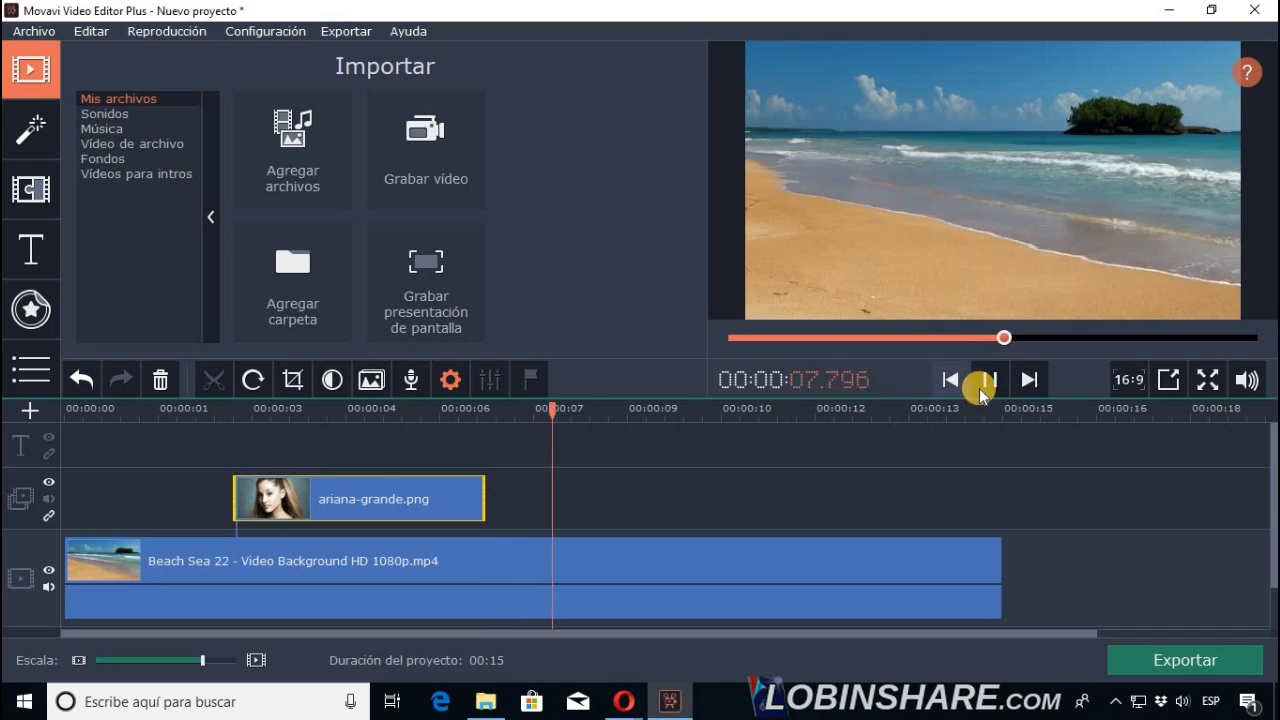 Movavi Video Editor Plus - Nuevo proyecto *
Archivo Editar Reproducción Configuración Exportar Ayuda
Importar
?
Mis archivos
Sonidos
Música
Vídeo de archivo
Fondos
Vídeos para intros
Agregar
archivos
Grabar vídeo
Agregar
carpeta
Grabar
presentación
de pantalla
00:00:07.796
16:9
00:00:00 00:00:01 00:00:03 00:00:04 00:00:06 00:00:07 00:00:09 00:00:10 00:00:12 00:00:13 00:00:15 00:00:16 00:00:18
T
ariana-grande.png
Beach Sea 22 - Video Background HD 1080p.mp4
Escala:
Duración del proyecto: 00:15
Exportar
Escribe aquí para buscar
LOBINSHARE.COM
ESP
1